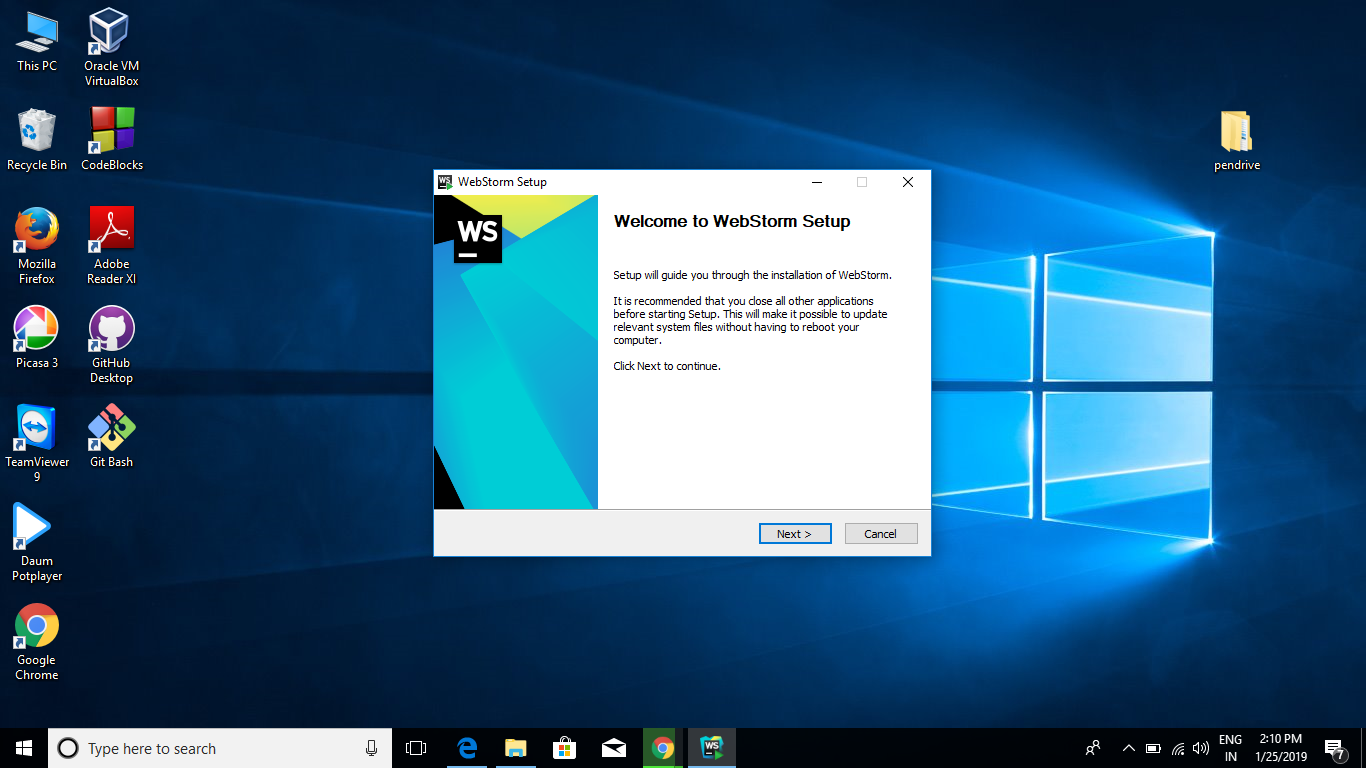 This PC
Oracle VM
VirtualBox
Recycle Bin
CodeBlocks
Mozilla
Firefox
Adobe
Reader XI
Picasa 3
GitHub
Desktop
TeamViewer
9
Git Bash
Daum
Potplayer
Google
Chrome
pendrive
WS
WebStorm Setup
WS
Welcome to WebStorm Setup
Setup will guide you through the installation of WebStorm.
It is recommended that you close all other applications
before starting Setup. This will make it possible to update
relevant system files without having to reboot your
computer.
Click Next to continue.
Next >
Cancel
Type here to search
WS
ENG
IN
2:10 PM
1/25/2019
7